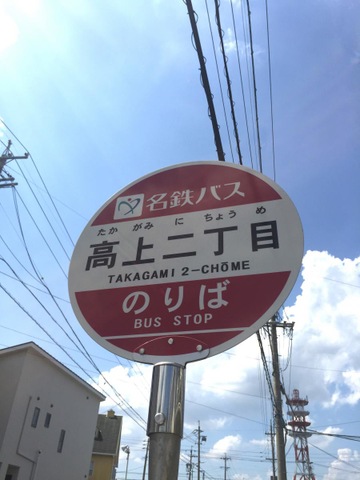 名鉄バス
たかがみにちょうめ
高上二丁目
TAKAGAMI 2-CHŌME
のりば
BUS STOP